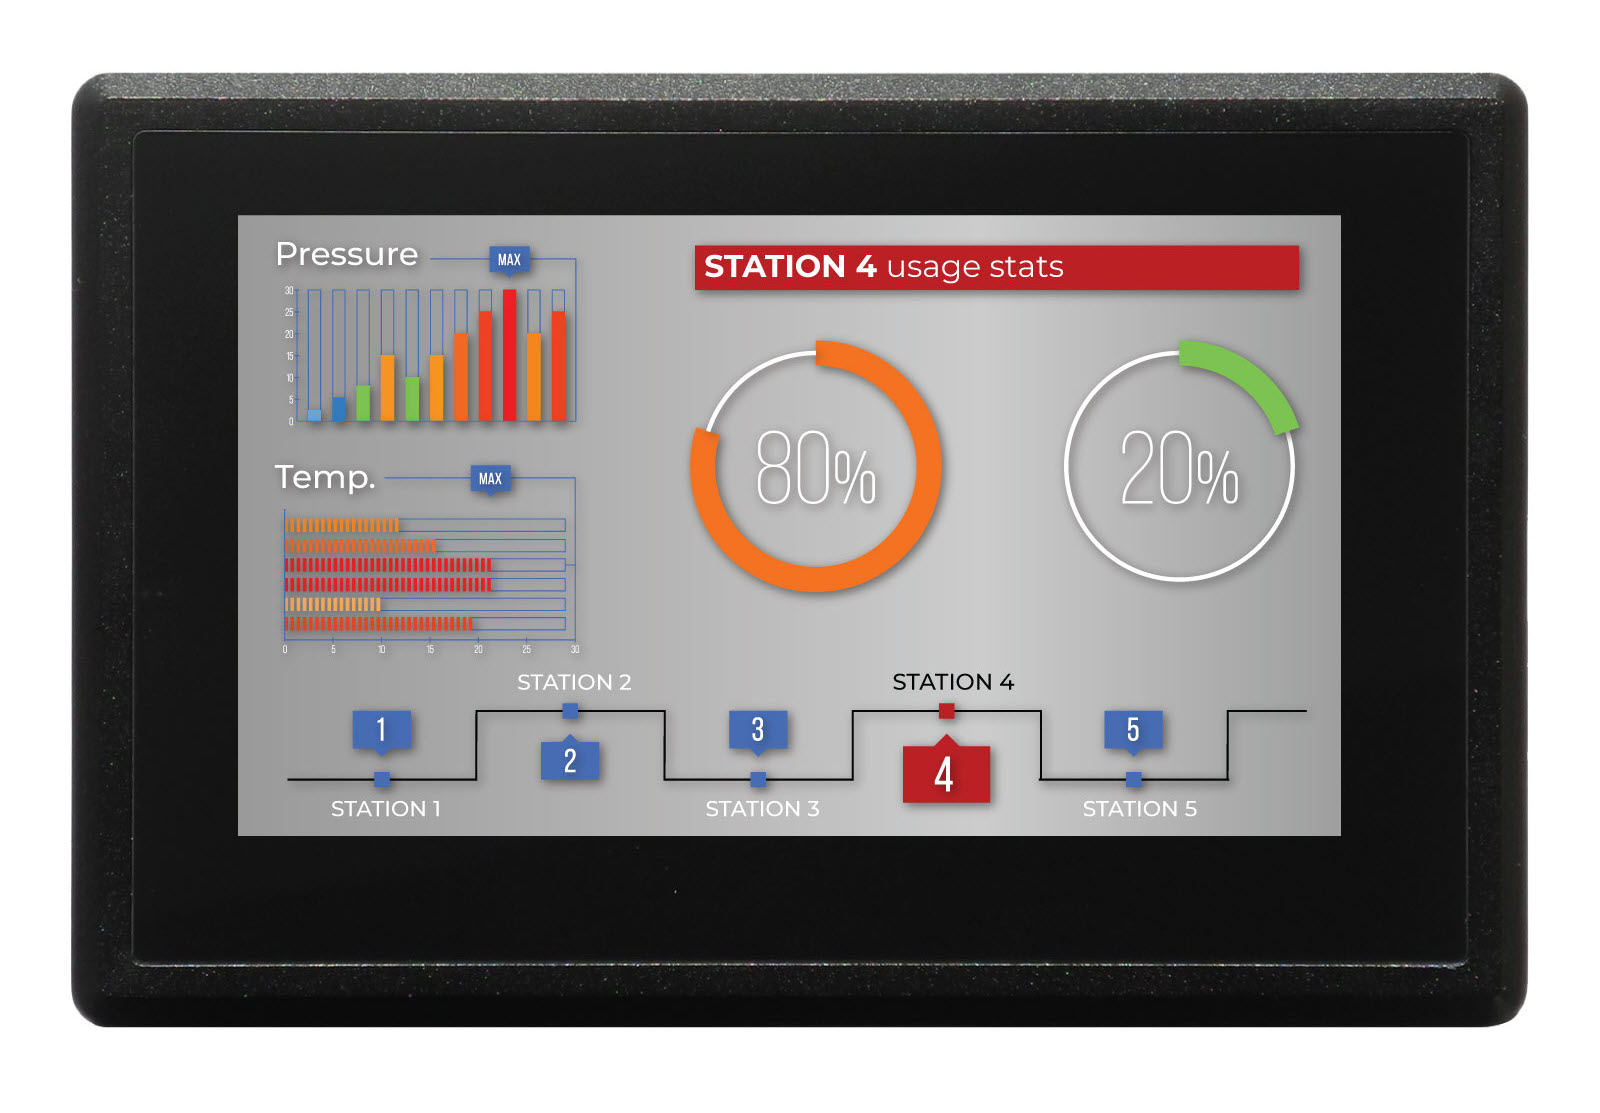 Pressure
MAX
30
25
20
15
10
5
0
Temp.
MAX
0 5 10 15 20 25 30
STATION 4 usage stats
80%
20%
STATION 2
STATION 4
1
2
3
4
5
STATION 1
STATION 3
STATION 5